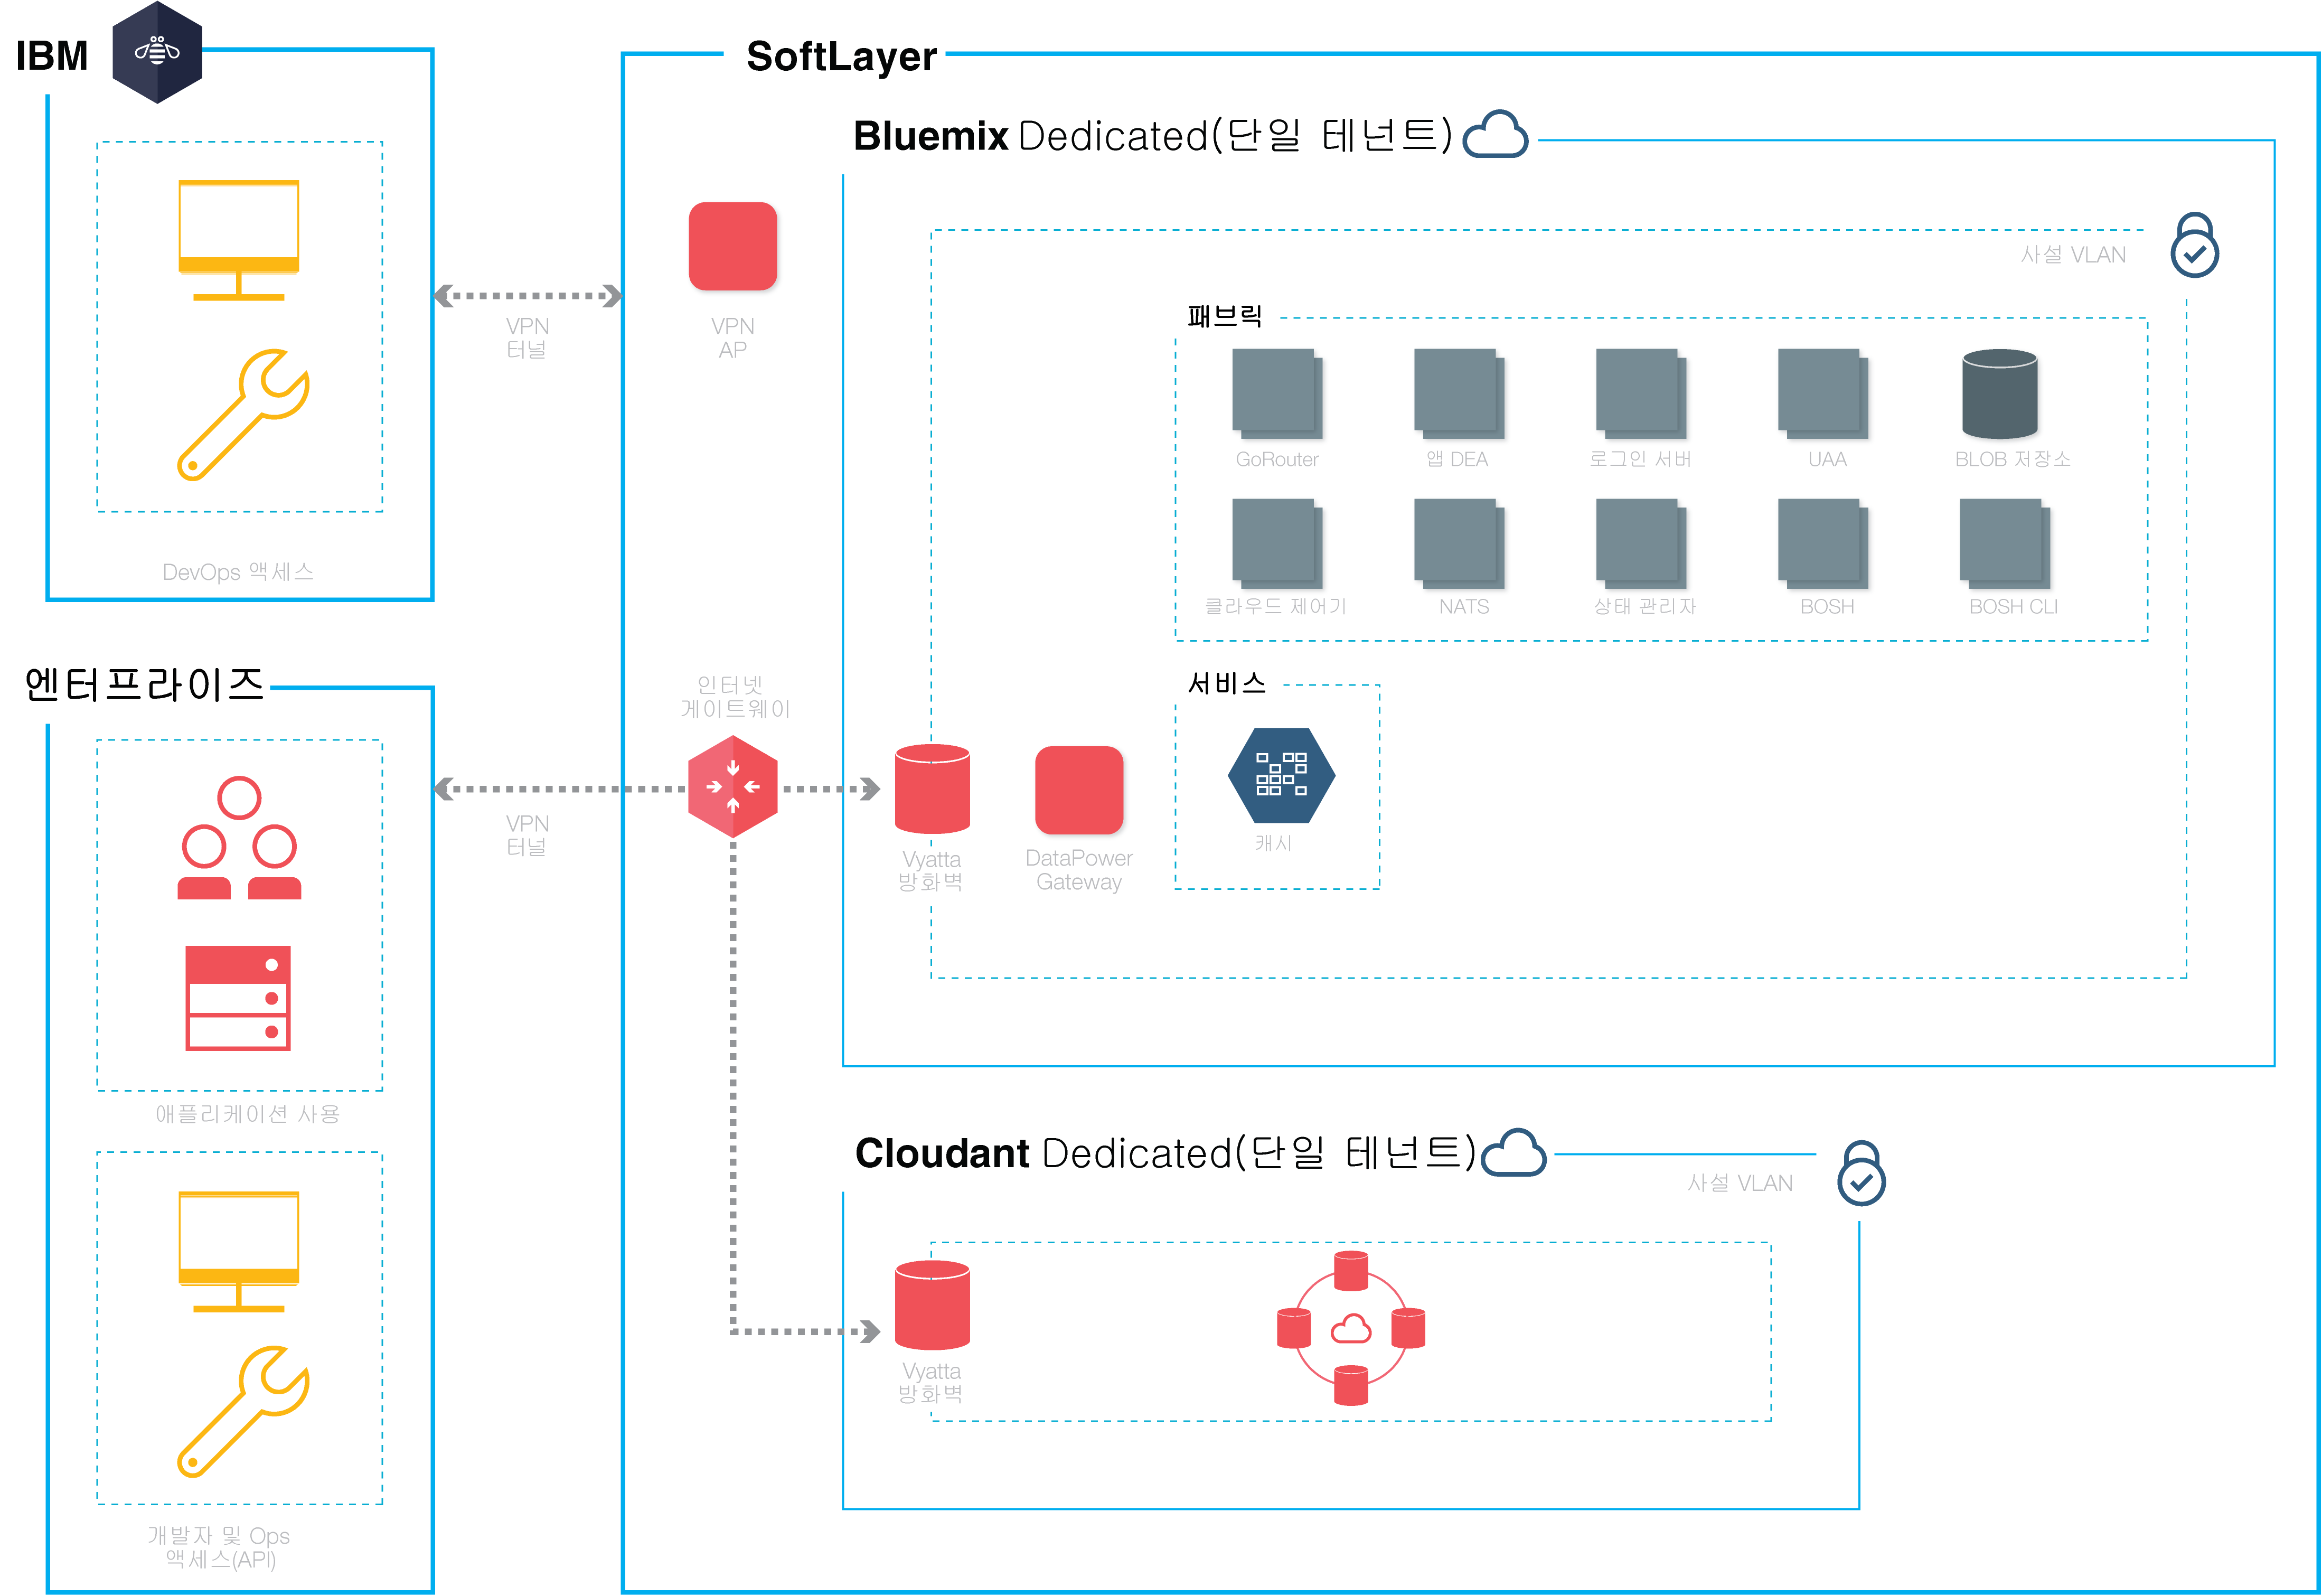 IBM
SoftLayer
Bluemix Dedicated(단일 테넌트)
사설 VLAN
VPN
터널
VPN
AP
패브릭
GoRouter
앱 DEA
로그인 서버
UAA
BLOB 저장소
클라우드 제어기
NATS
상태 관리자
BOSH
BOSH CLI
DevOps 액세스
엔터프라이즈
인터넷
게이트웨이
서비스
VPN
터널
Vyatta
방화벽
DataPower
Gateway
캐시
애플리케이션 사용
Cloudant Dedicated(단일 테넌트)
사설 VLAN
Vyatta
방화벽
개발자 및 Ops
액세스(API)